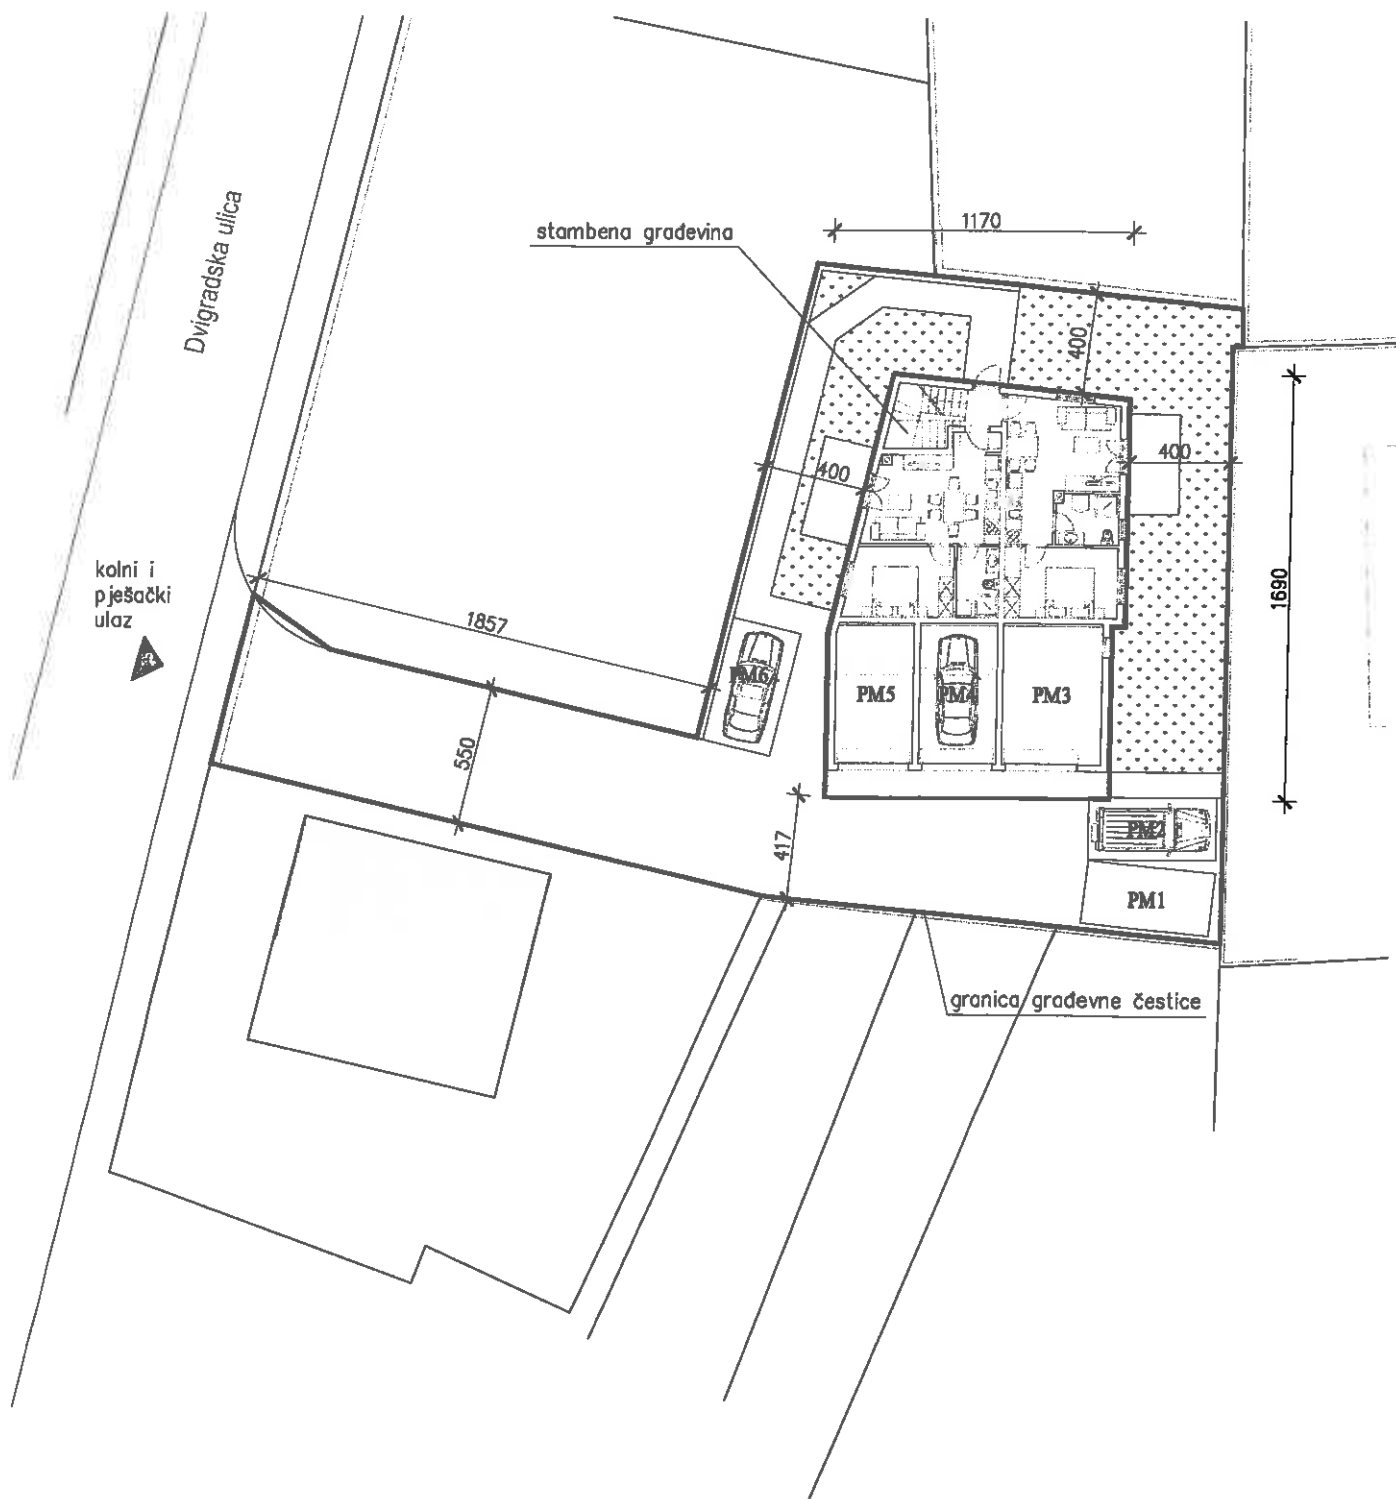 Dvigradska ulica
stambena građevina
1170
400
400
400
1690
kolni i
pješački
ulaz
1857
550
417
PM6
PM5
PM4
PM3
PM2
PM1
granica građevne čestice